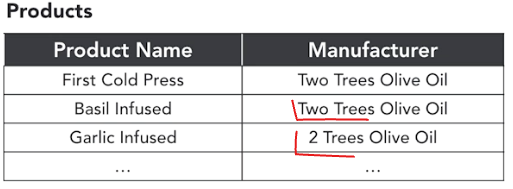 Products
Product Name Manufacturer
First Cold Press Two Trees Olive Oil
Basil Infused Two Trees Olive Oil
Garlic Infused 2 Trees Olive Oil
... ...